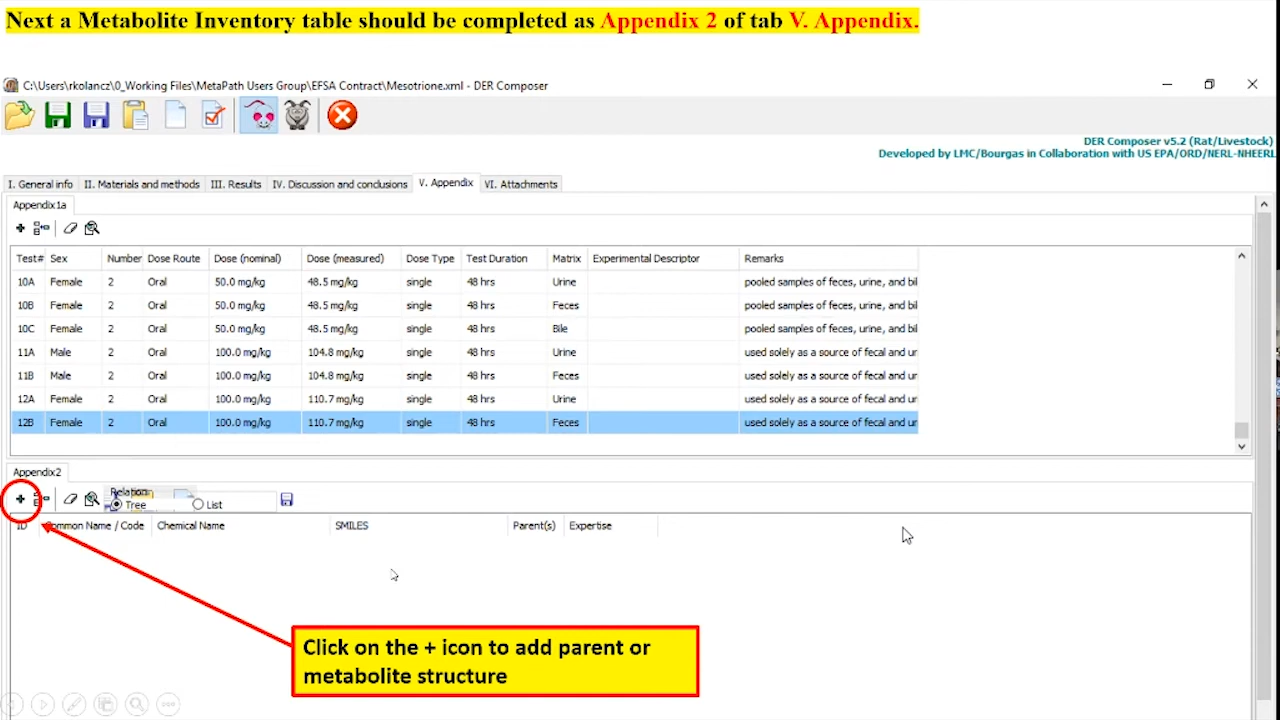 Next a Metabolite Inventory table should be completed as Appendix 2 of tab V. Appendix.
C:\Users\rkolancz\0_Working Files\MetaPath Users Group\EFSA Contract\Mesotrione.xml - DER Composer
DER Composer v5.2 (Rat/Livestock)
Developed by LMC/Bourgas in Collaboration with US EPA/ORD/NERL-NHEERL
I. General info II. Materials and methods III. Results IV. Discussion and conclusions V. Appendix VI. Attachments
Appendix1a
Test# Sex Number Dose Route Dose (nominal) Dose (measured) Dose Type Test Duration Matrix Experimental Descriptor Remarks
10A Female 2 Oral 50.0 mg/kg 48.5 mg/kg single 48 hrs Urine pooled samples of feces, urine, and bil
10B Female 2 Oral 50.0 mg/kg 48.5 mg/kg single 48 hrs Feces pooled samples of feces, urine, and bil
10C Female 2 Oral 50.0 mg/kg 48.5 mg/kg single 48 hrs Bile pooled samples of feces, urine, and bil
11A Male 2 Oral 100.0 mg/kg 104.8 mg/kg single 48 hrs Urine used solely as a source of fecal and ur
11B Male 2 Oral 100.0 mg/kg 104.8 mg/kg single 48 hrs Feces used solely as a source of fecal and ur
12A Female 2 Oral 100.0 mg/kg 110.7 mg/kg single 48 hrs Urine used solely as a source of fecal and ur
12B Female 2 Oral 100.0 mg/kg 110.7 mg/kg single 48 hrs Feces used solely as a source of fecal and ur
Appendix2
Relation
Tree List
ID Common Name / Code Chemical Name SMILES Parent(s) Expertise
Click on the + icon to add parent or
metabolite structure